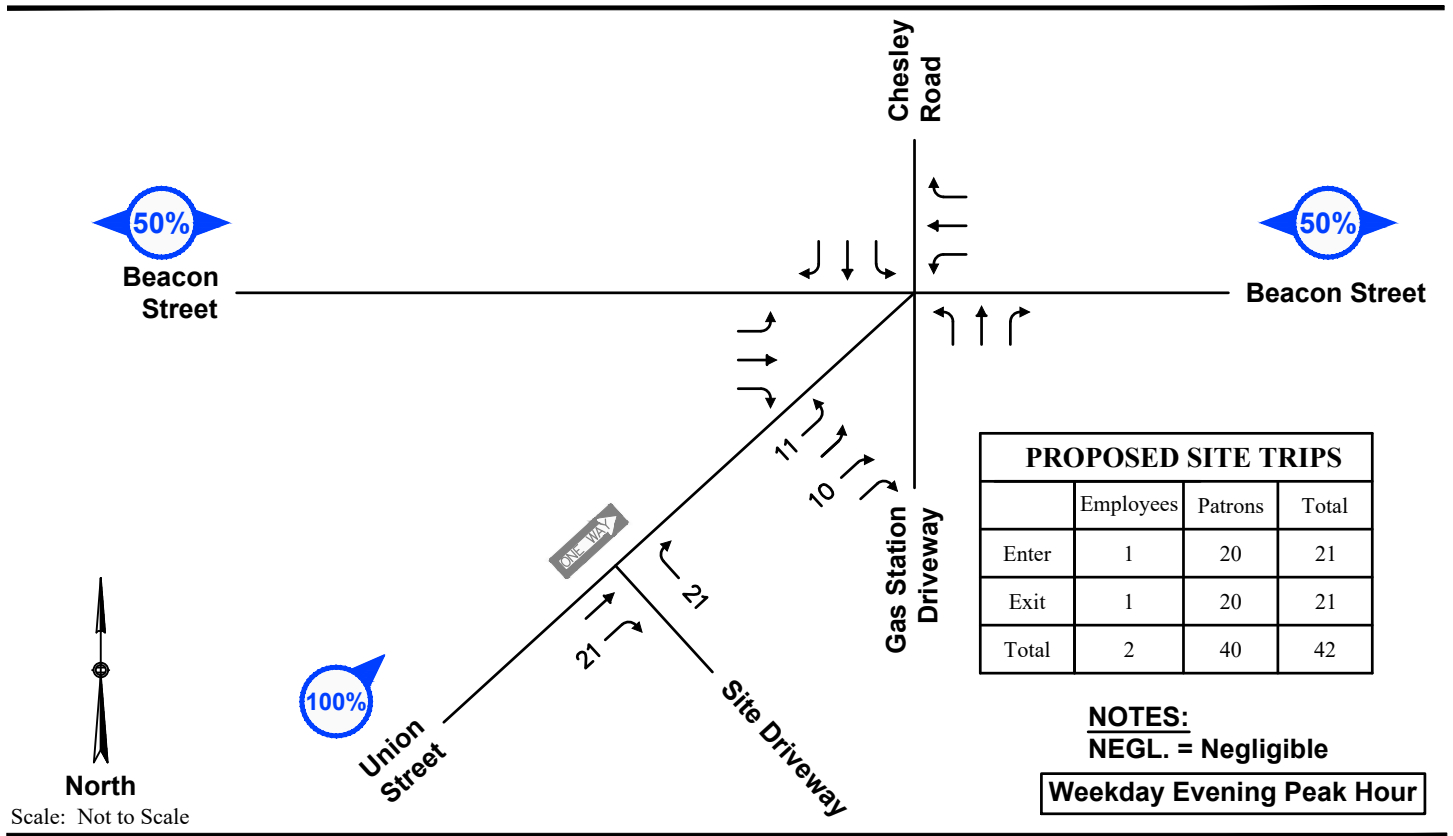 Chesley
Road
50%
Beacon
Street
50%
Beacon Street
11
10
ONE WAY
21
21
Gas Station
Driveway
PROPOSED SITE TRIPS
Employees Patrons Total
Enter 1 20 21
Exit 1 20 21
Total 2 40 42
100%
Union
Street
Site Driveway
North
Scale: Not to Scale
NOTES:
NEGL. = Negligible
Weekday Evening Peak Hour